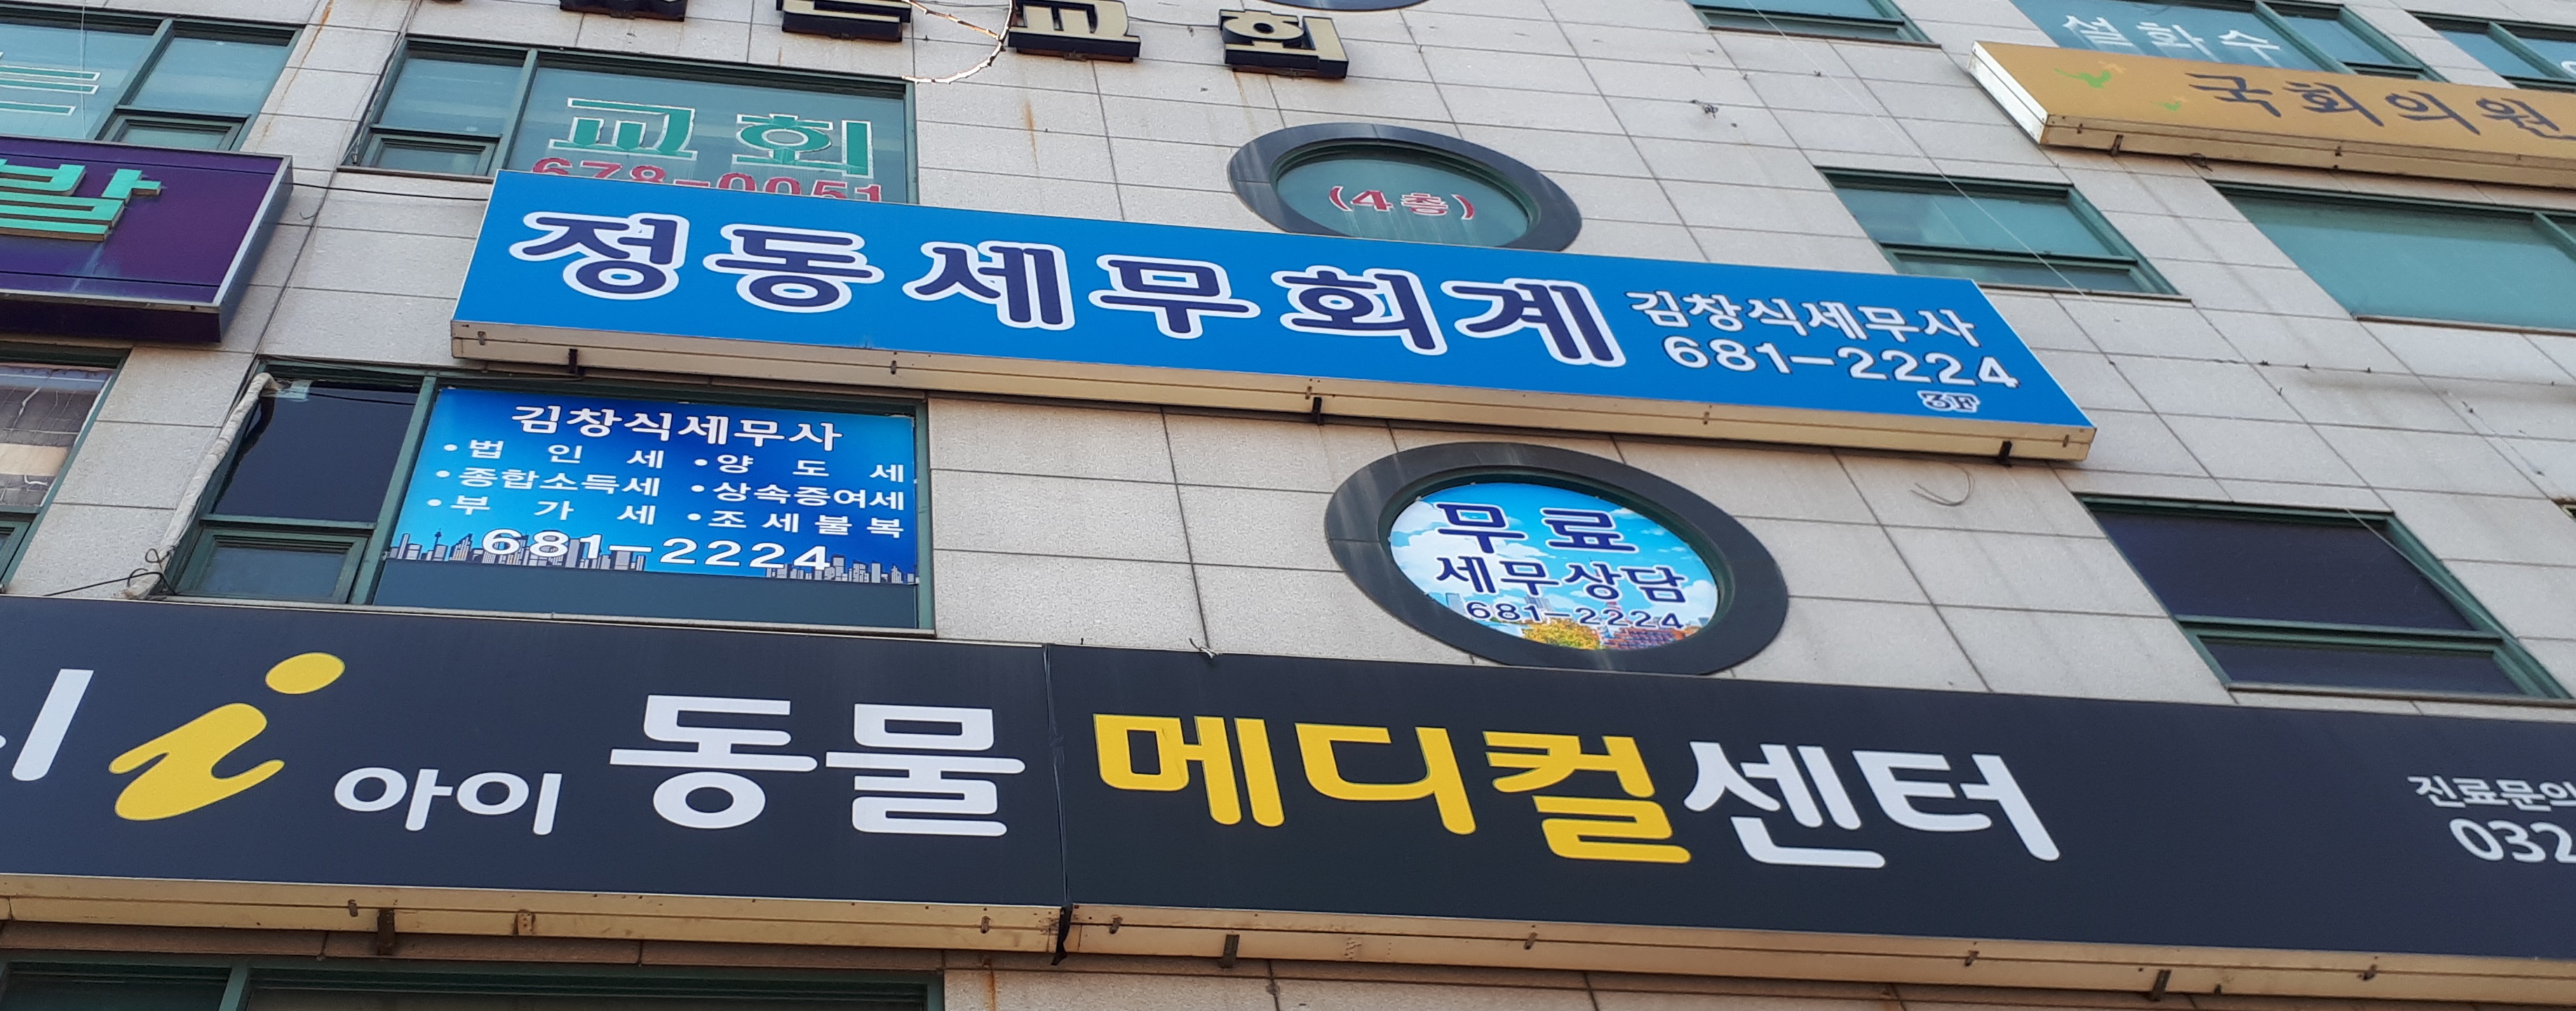 교회
설화수
국회의원
교회
678-0051
(4층)
발
정동세무회계
김창식세무사
681-2224
3F
김창식세무사
•법인세 •양도세
•종합소득세 •상속증여세
•부가세 •조세불복
681-2224
무료
세무상담
681-2224
i 아이 동물 메디컬센터
진료문의
032